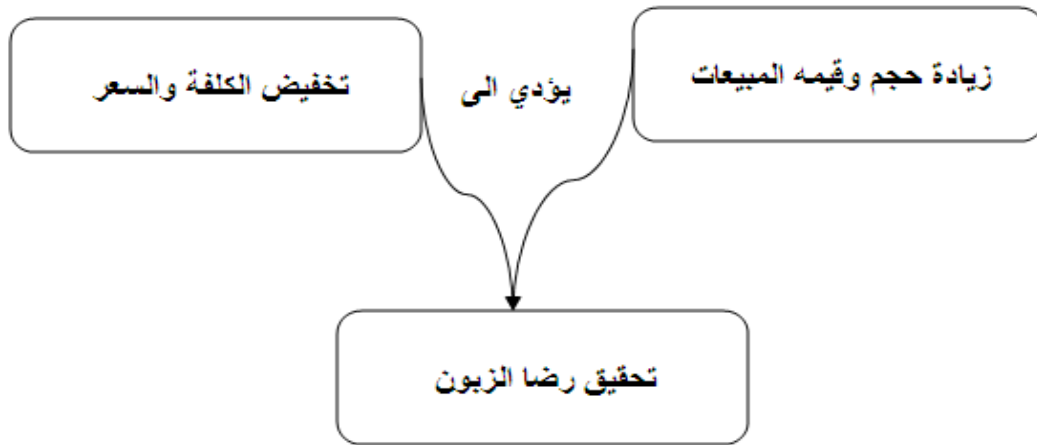 زيادة حجم وقيمه المبيعات
يؤدي الى
تخفيض الكلفة والسعر
تحقيق رضا الزبون